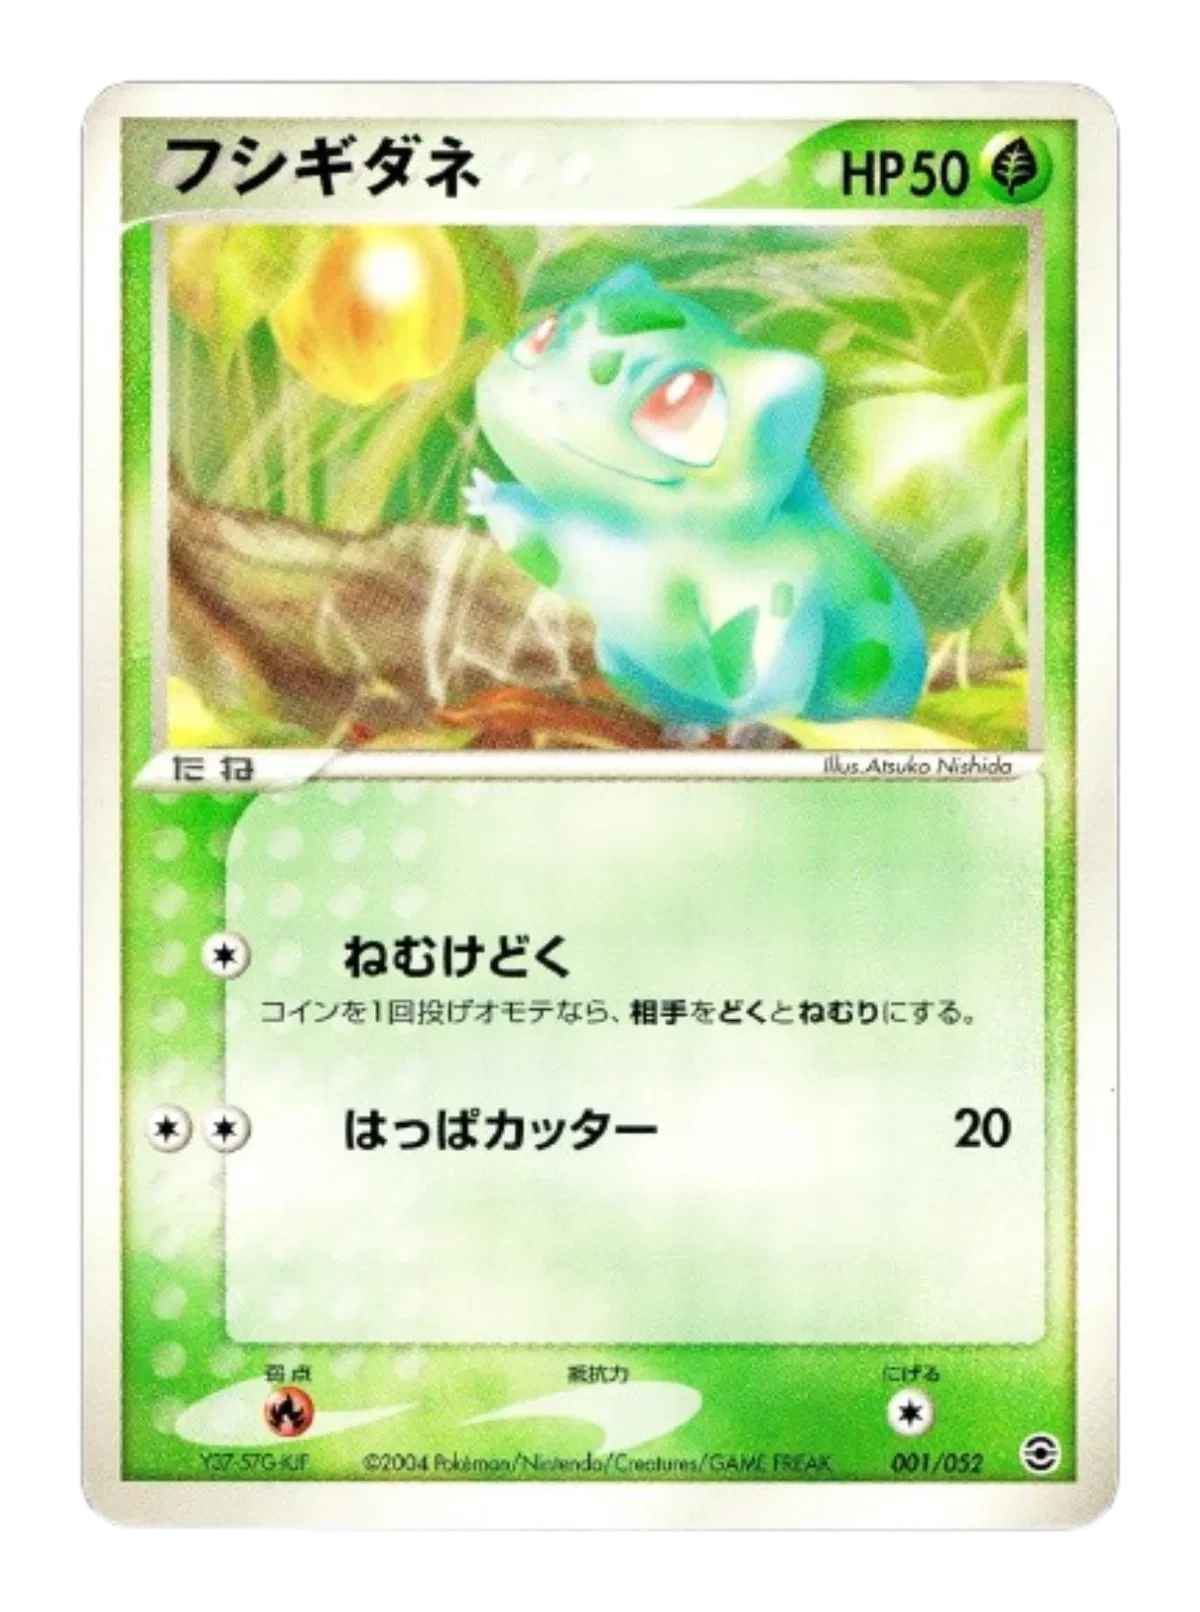 フシギダネ HP50
たね Illus.Atsuko Nishida
ねむけどく
コインを1回投げオモテなら、相手をどくとねむりにする。
はっぱカッター 20
弱点 抵抗力 にげる
Y37-57G-KJF ©2004 Pokémon/Nintendo/Creatures/GAME FREAK 001/052